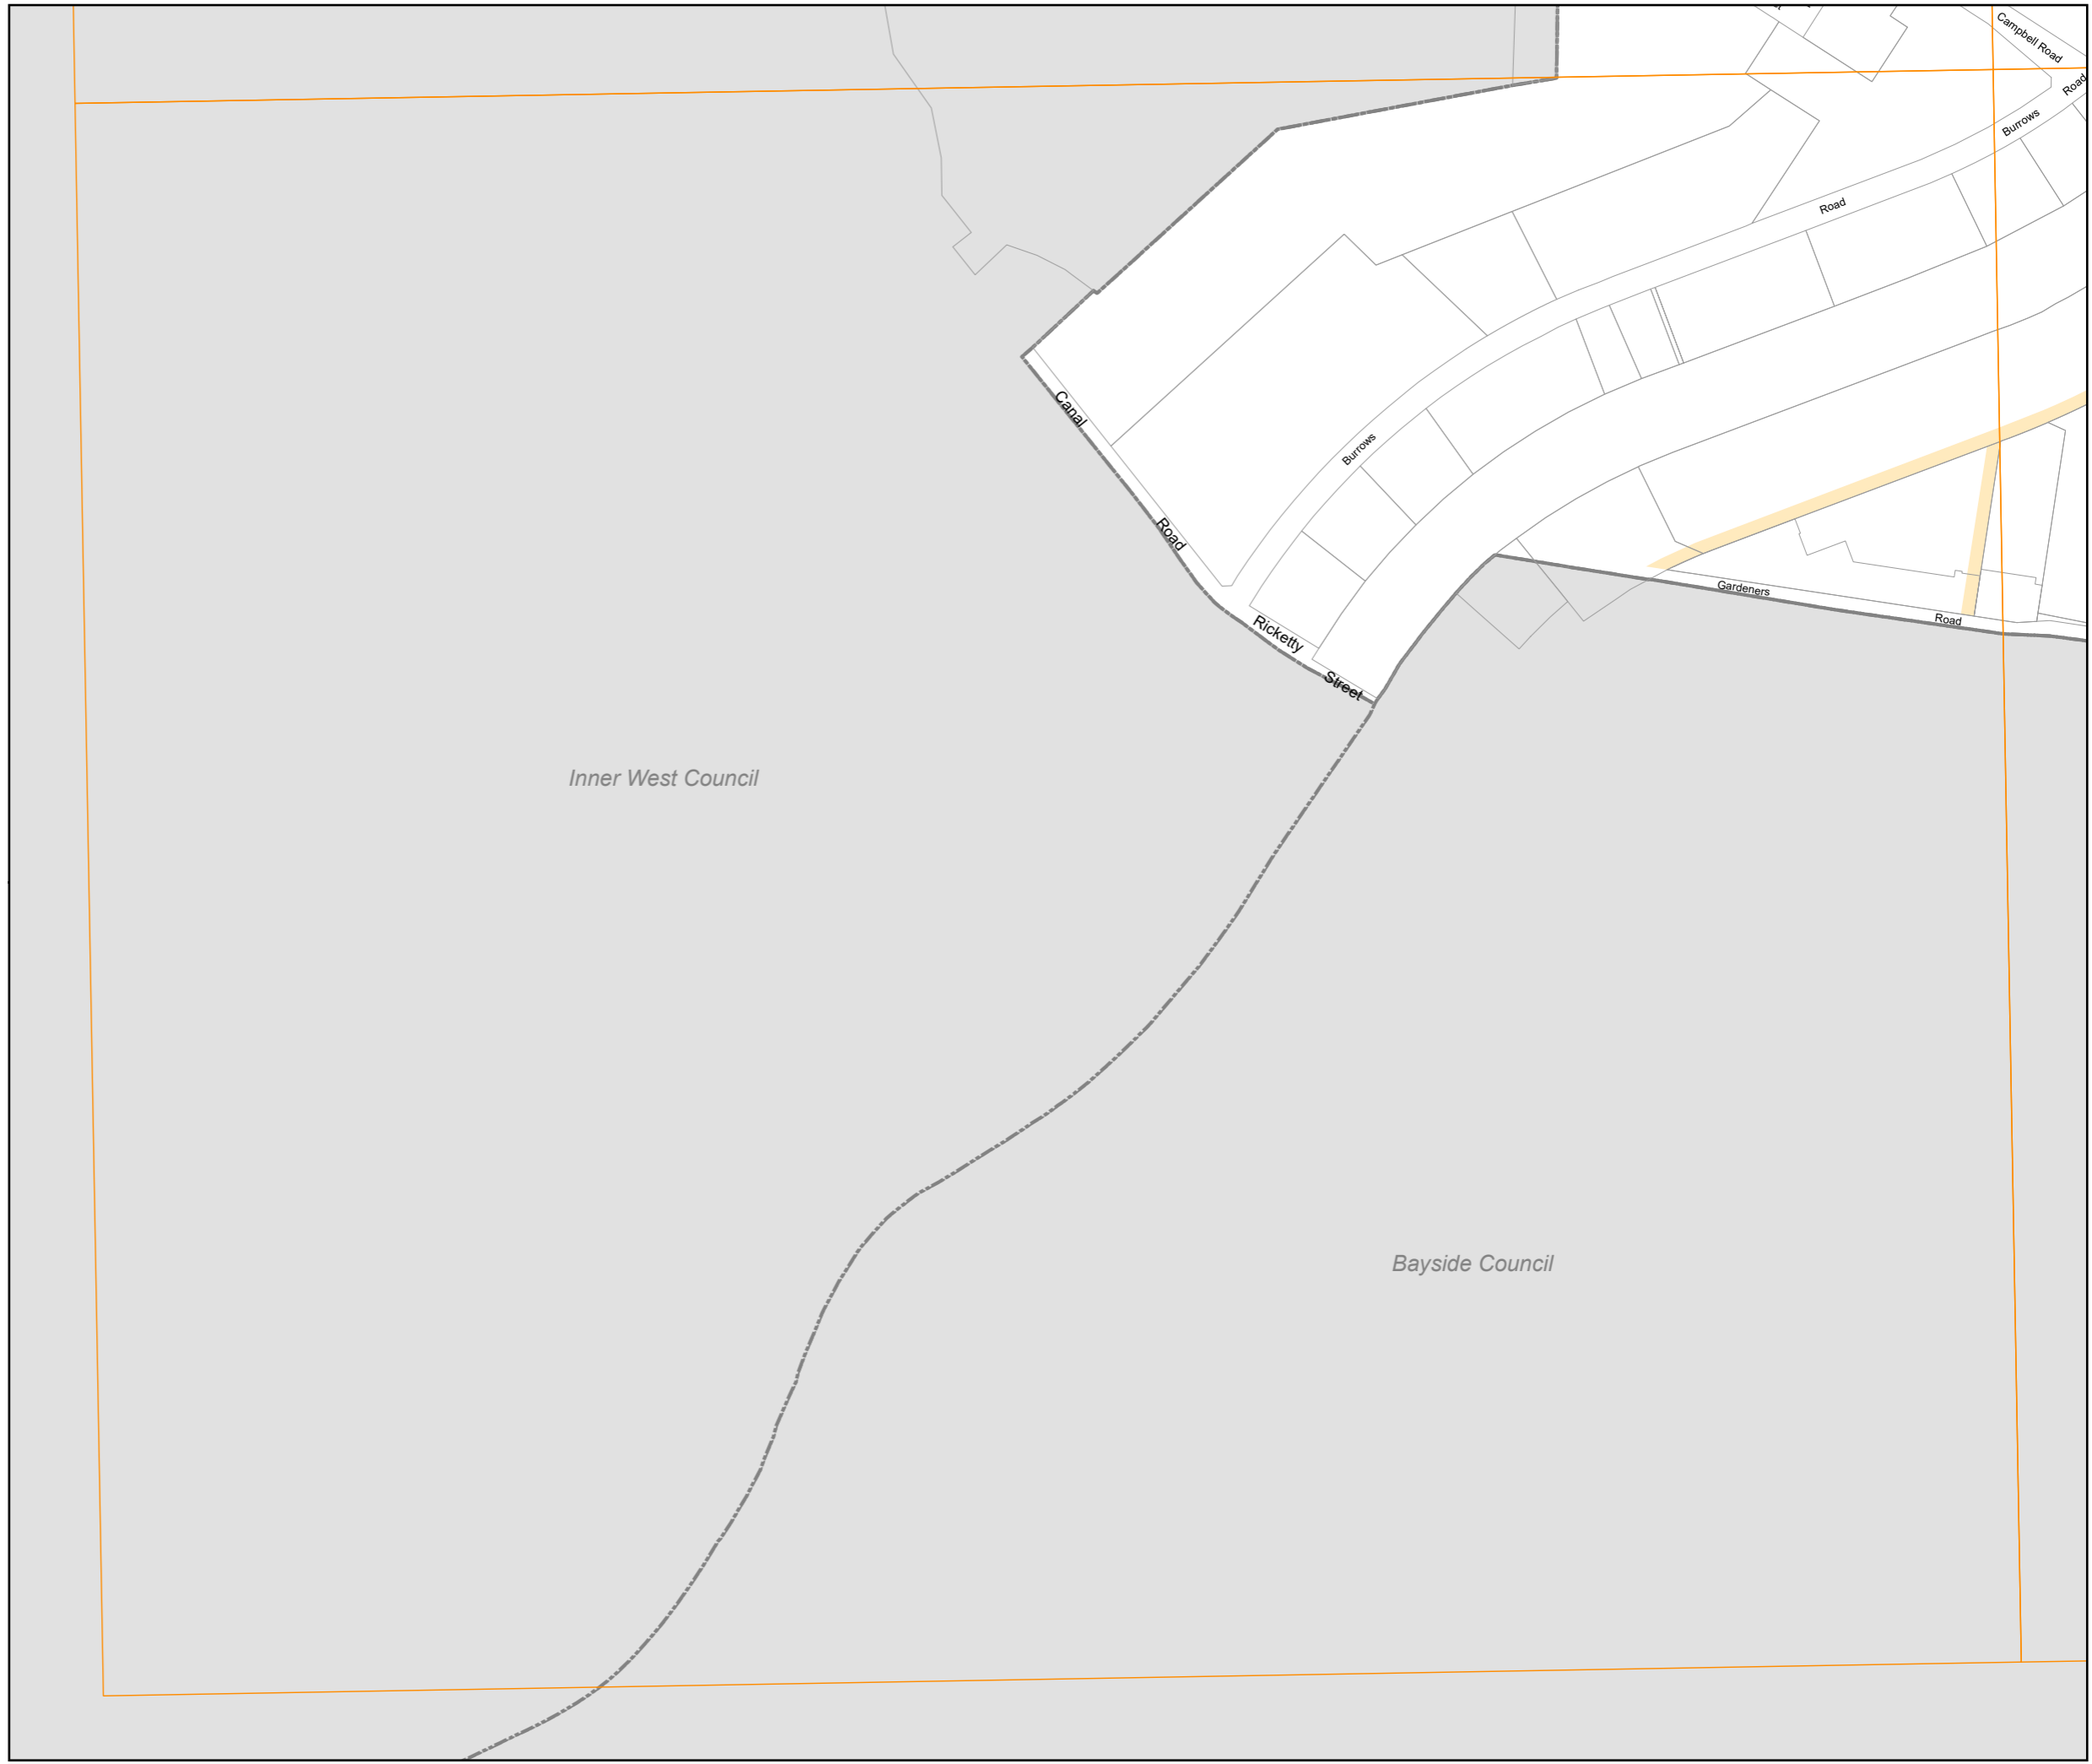 Campbell Road
Road
Burrows
Road
Canal
Burrows
Road
Gardeners
Road
Ricketty
Street
Inner West Council
Bayside Council